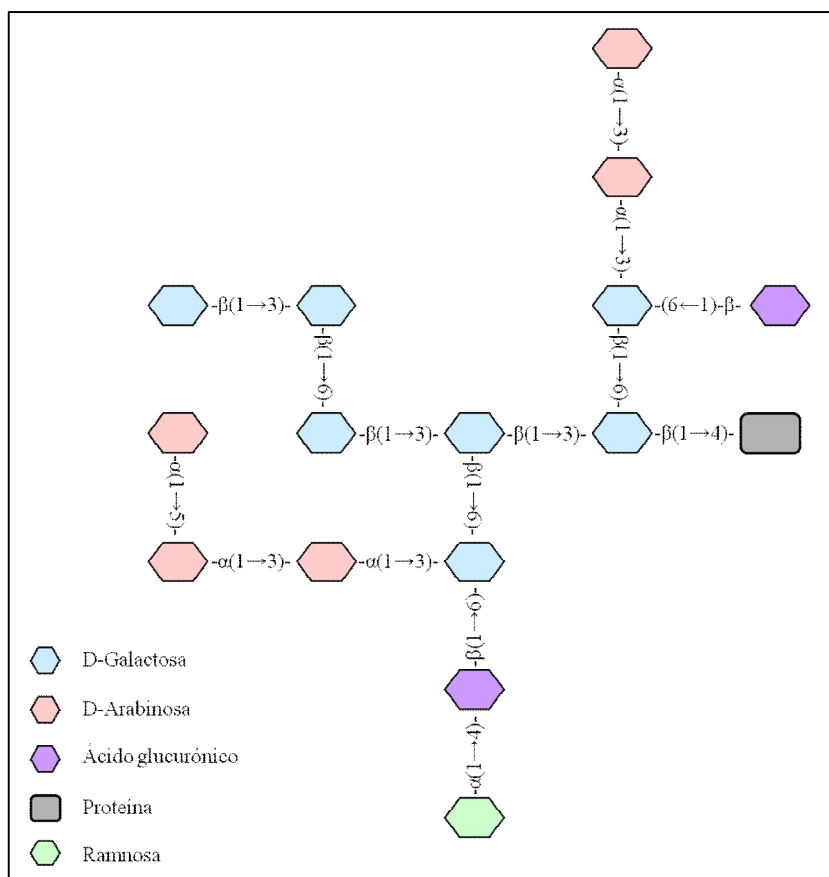 -α(1→3)-
-α(1→3)-
-β(1→3)-
-(6←1)-β-
-β(1→6)-
-β(1→6)-
-β(1→3)-
-β(1→3)-
-β(1→4)-
-α(1→5)-
-β(1→6)-
-α(1→3)-
-α(1→3)-
-β(1→6)-
-α(1→4)-
D-Galactosa
D-Arabinosa
Ácido glucurónico
Proteína
Ramnosa